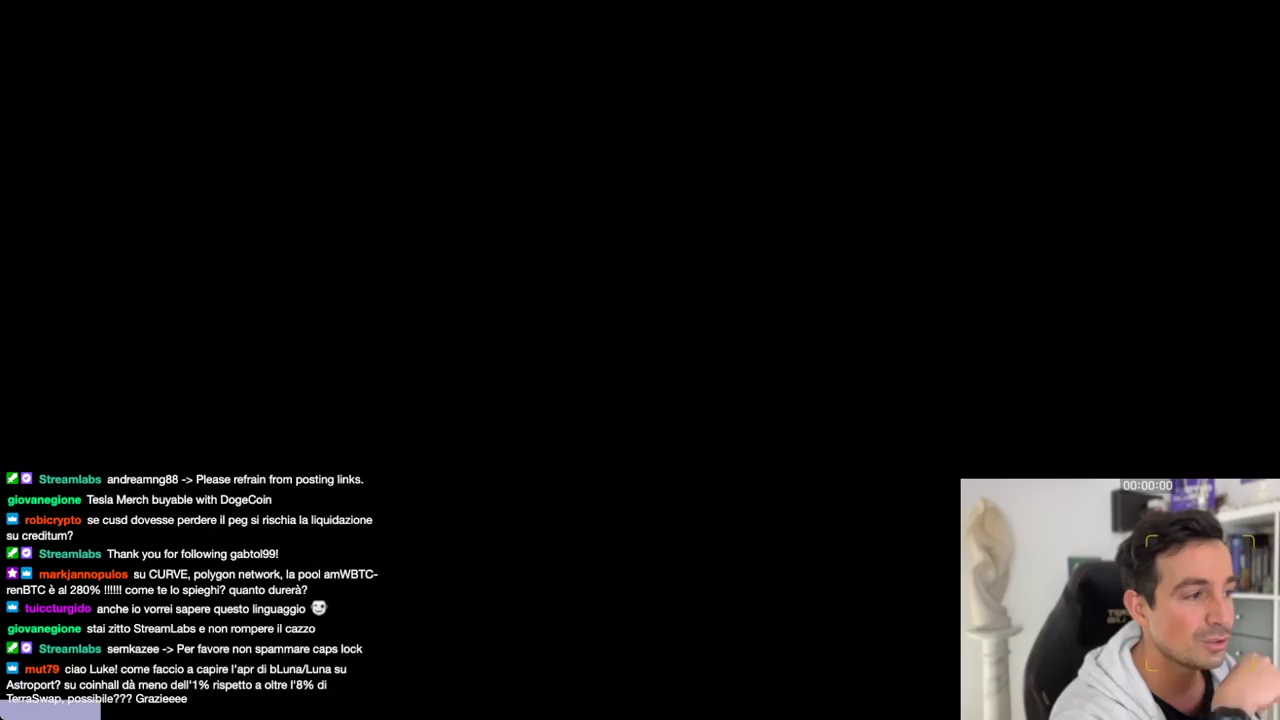 Streamlabs andreamng88 -> Please refrain from posting links.
giovanegione Tesla Merch buyable with DogeCoin
robicrypto se cusd dovesse perdere il peg si rischia la liquidazione
su creditum?
Streamlabs Thank you for following gabtol99!
markjannopulos su CURVE, polygon network, la pool amWBTC-
renBTC è al 280% !!!!!! come te lo spieghi? quanto durerà?
tuiccturgido anche io vorrei sapere questo linguaggio
giovanegione stai zitto StreamLabs e non rompere il cazzo
Streamlabs semkazee -> Per favore non spammare caps lock
mut79 ciao Luke! come faccio a capire l'apr di bLuna/Luna su
Astroport? su coinhall dà meno dell'1% rispetto a oltre l'8% di
TerraSwap, possibile??? Grazieeee
00:00:00